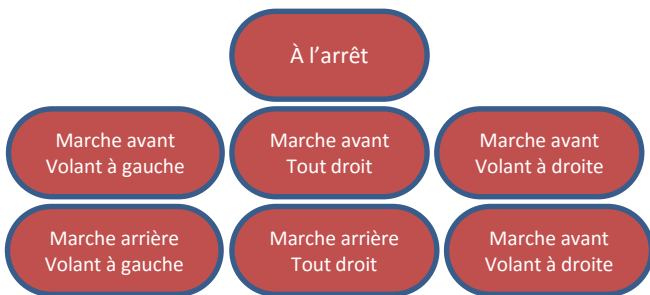 À l'arrêt
Marche avant
Volant à gauche
Marche avant
Tout droit
Marche avant
Volant à droite
Marche arrière
Volant à gauche
Marche arrière
Tout droit
Marche avant
Volant à droite